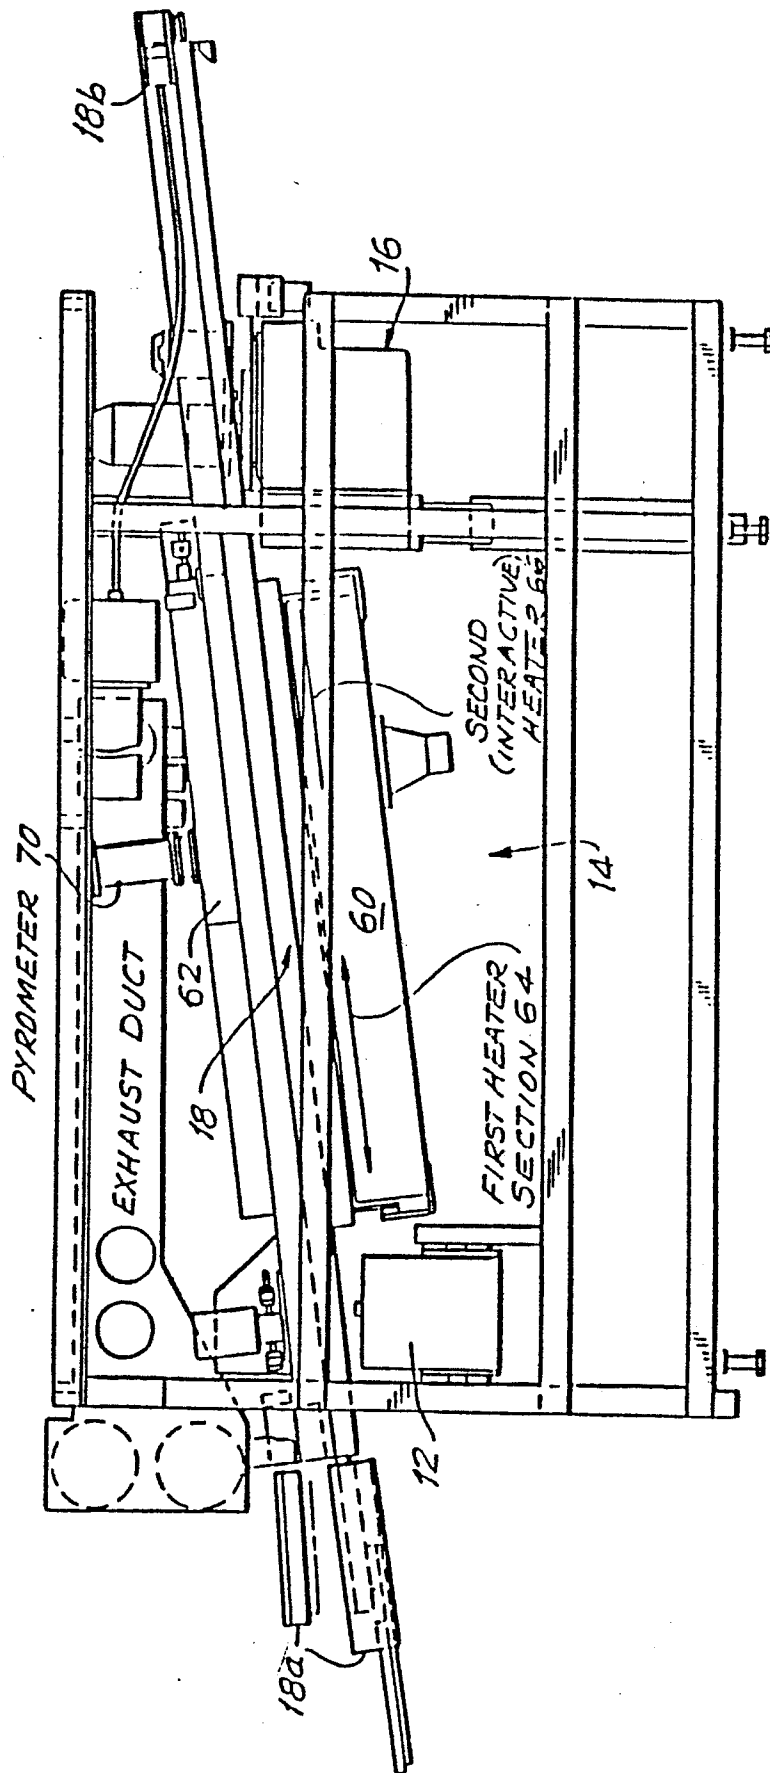 PYROMETER 70
EXHAUST DUCT
18b
16
62
18
60
SECOND
(INTERACTIVE)
HEATER 68
14
FIRST HEATER
SECTION 64
12
18a